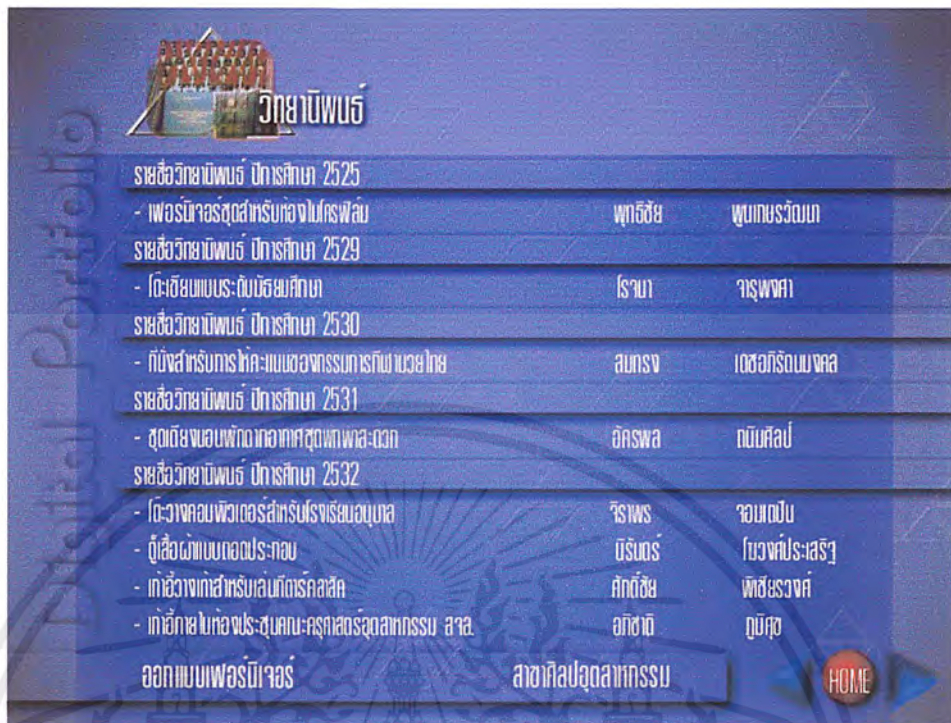 Digital Portfolio
วิทยานิพนธ์
รายชื่อวิทยานิพนธ์ ปีการศึกษา 2525
- เฟอร์นิเจอร์ชุดสำหรับห้องไมโครฟิล์ม พุทธิชัย พูนเกษรวัฒนา
รายชื่อวิทยานิพนธ์ ปีการศึกษา 2529
- โต๊ะเขียนแบบระดับมัธยมศึกษา โรจนา จารุพงศา
รายชื่อวิทยานิพนธ์ ปีการศึกษา 2530
- ที่นั่งสำหรับการให้คะแนนของกรรมการกีฬามวยไทย สมทรง เดชอภิรัตนมงคล
รายชื่อวิทยานิพนธ์ ปีการศึกษา 2531
- ชุดเตียงนอนพักตากอากาศชุดพกพาสะดวก อัครพล ถนิมศิลป์
รายชื่อวิทยานิพนธ์ ปีการศึกษา 2532
- โต๊ะวางคอมพิวเตอร์สำหรับโรงเรียนอนุบาล จิราพร จอมเตปิน
- ตู้เสื้อผ้าแบบถอดประกอบ นิรันดร์ โฆวงศ์ประเสริฐ
- เก้าอี้วางเท้าสำหรับเล่นกีตาร์คลาสิค ศักดิ์ชัย พิเชียรวงศ์
- เก้าอี้ภายในห้องประชุมคณะครุศาสตร์อุตสาหกรรม สจล. อภิชาติ ภูมิศุข
ออกแบบเฟอร์นิเจอร์ สาขาศิลปอุตสาหกรรม HOME